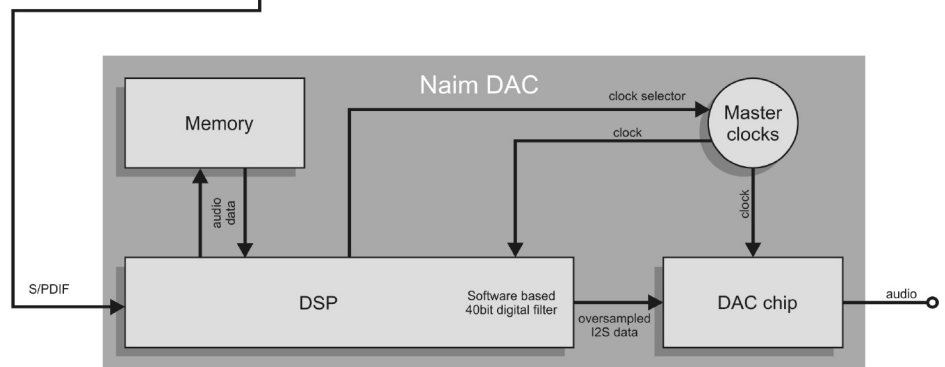 Naim DAC
Memory
clock selector
Master
clocks
clock
audio
data
clock
S/PDIF
DSP
Software based
40bit digital filter
oversampled
I2S data
DAC chip
audio